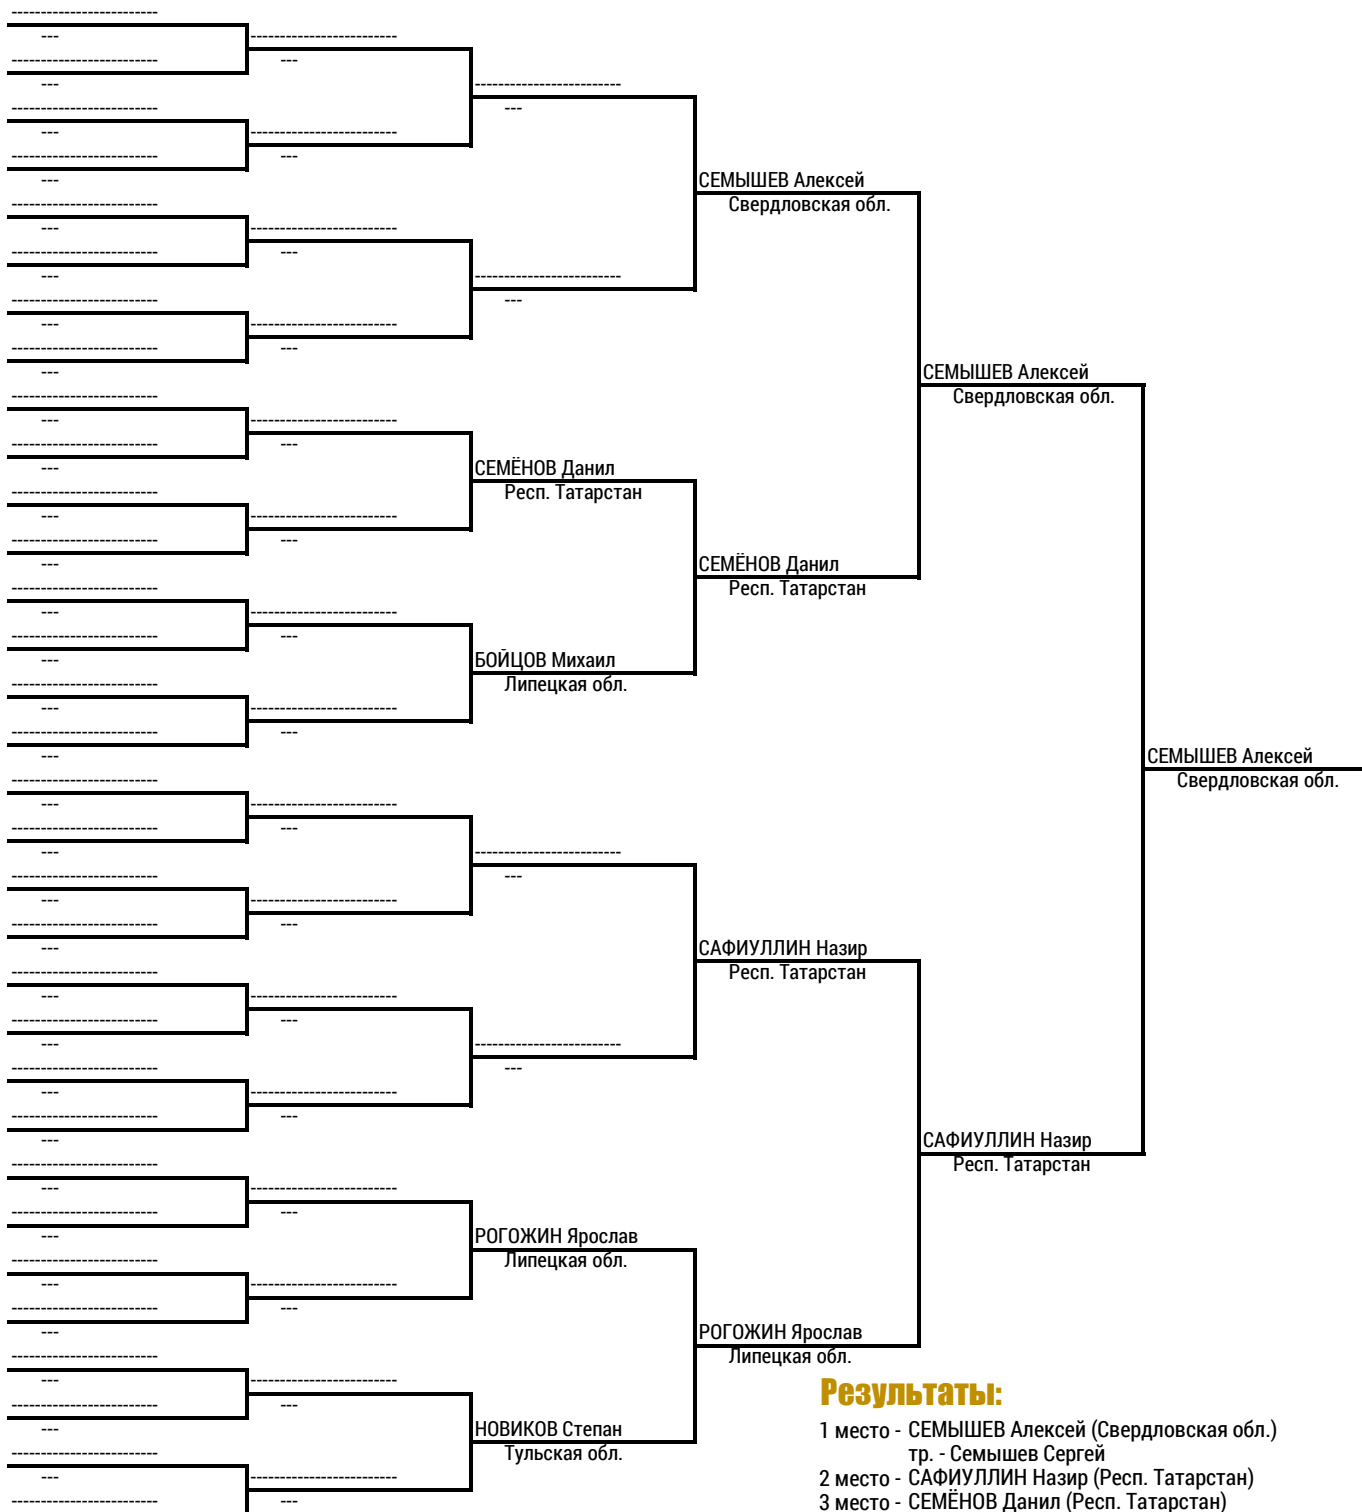 СЕМЫШЕВ Алексей
Свердловская обл.
СЕМЫШЕВ Алексей
Свердловская обл.
СЕМЁНОВ Данил
Респ. Татарстан
СЕМЁНОВ Данил
Респ. Татарстан
БОЙЦОВ Михаил
Липецкая обл.
СЕМЫШЕВ Алексей
Свердловская обл.
САФИУЛЛИН Назир
Респ. Татарстан
САФИУЛЛИН Назир
Респ. Татарстан
РОГОЖИН Ярослав
Липецкая обл.
РОГОЖИН Ярослав
Липецкая обл.
НОВИКОВ Степан
Тульская обл.
Результаты:
1 место - СЕМЫШЕВ Алексей (Свердловская обл.)
тр. - Семышев Сергей
2 место - САФИУЛЛИН Назир (Респ. Татарстан)
3 место - СЕМЁНОВ Данил (Респ. Татарстан)